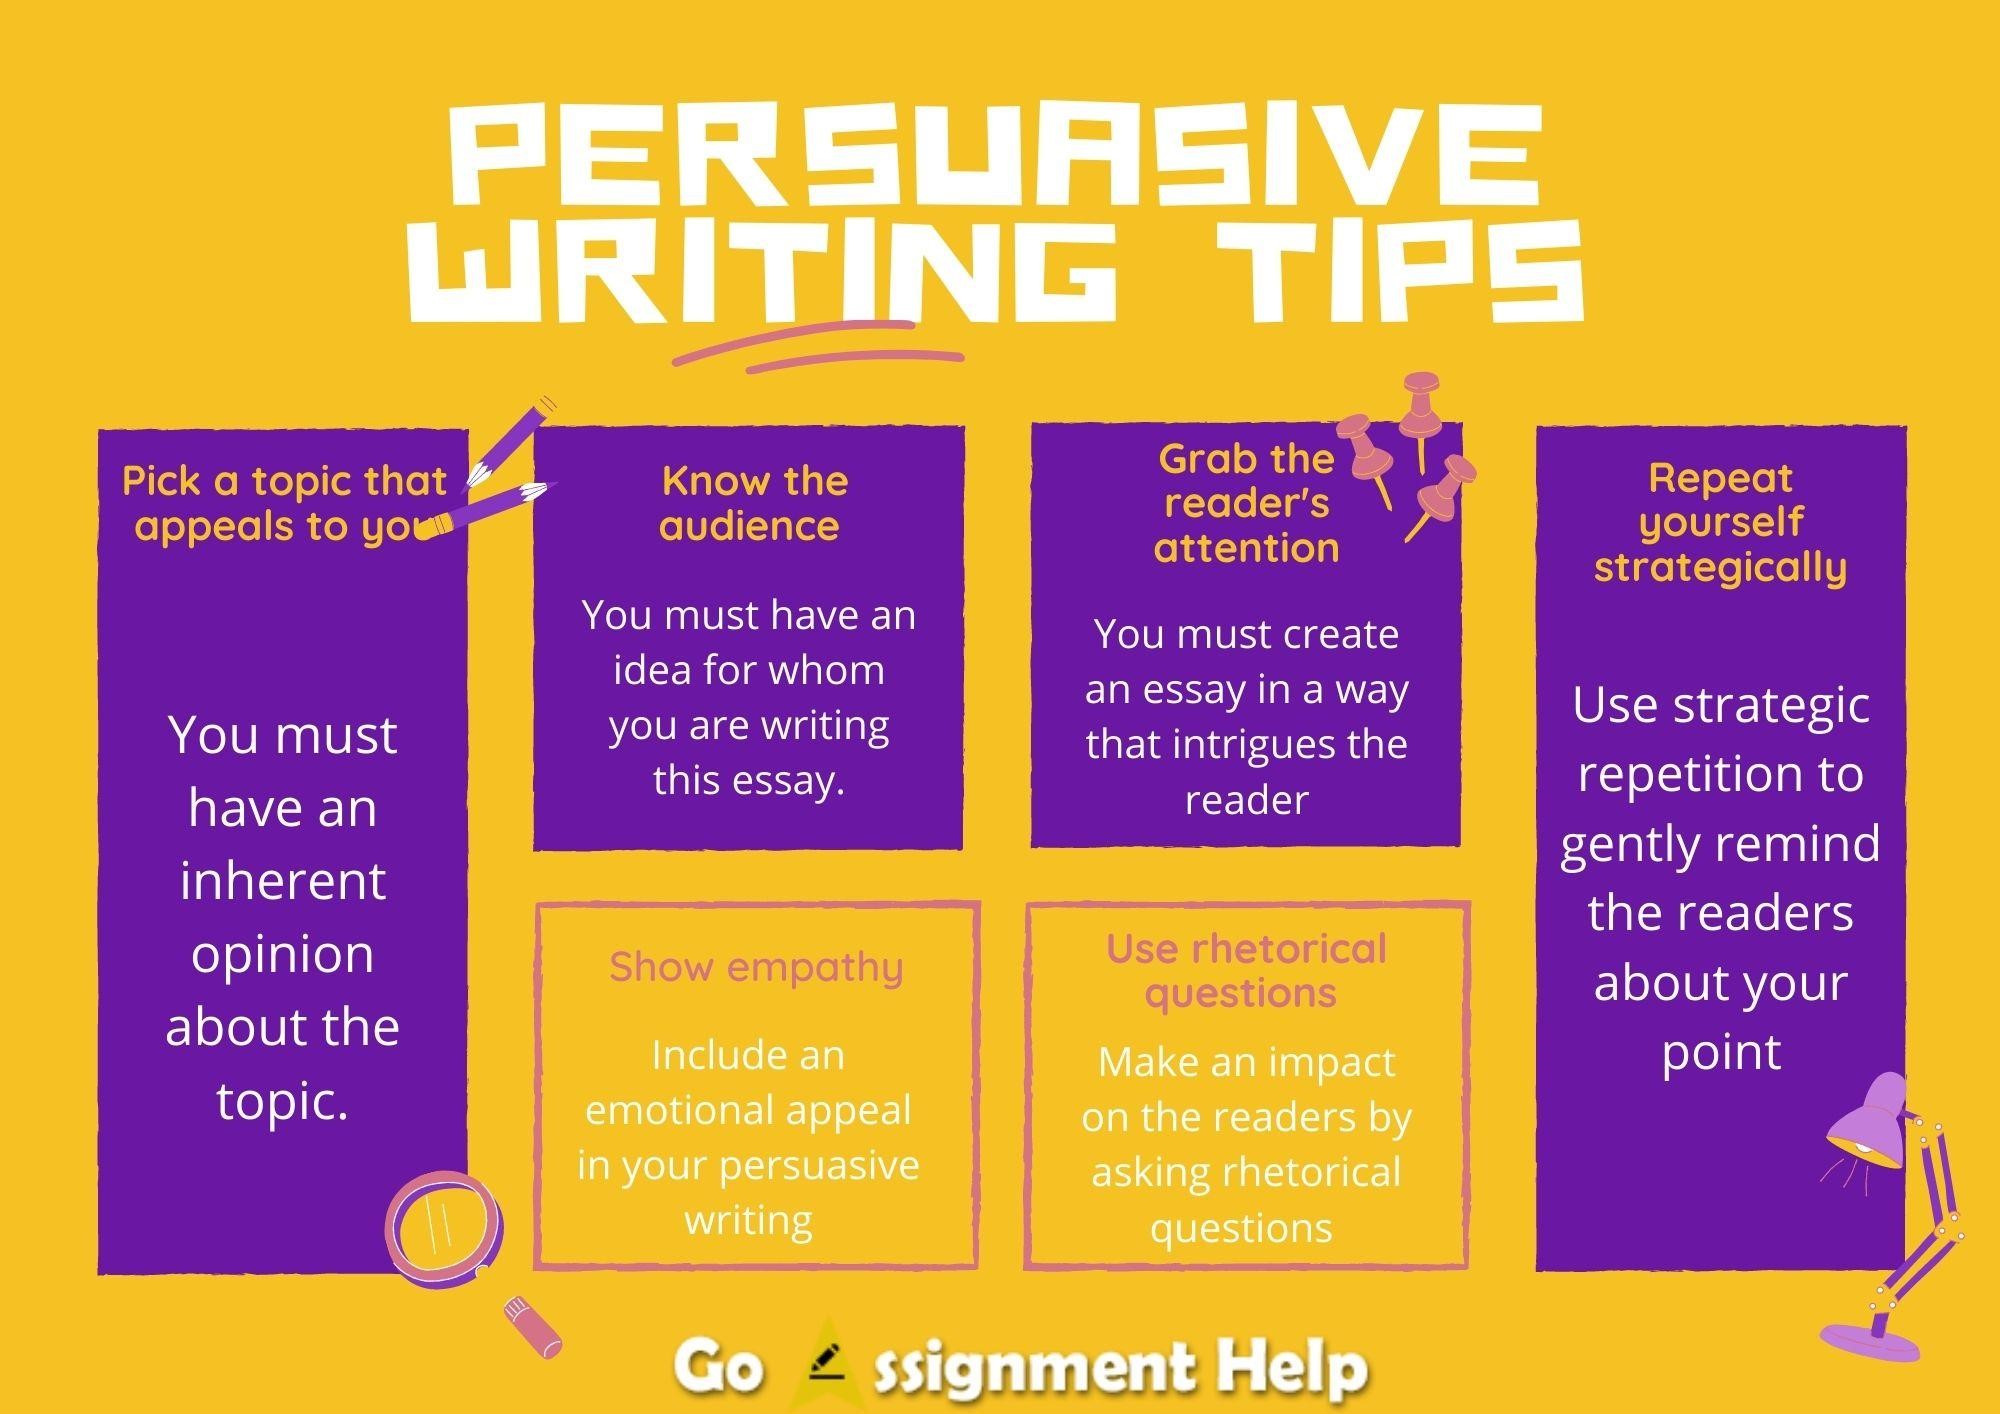 PERSUASIVE
WRITING TIPS
Pick a topic that
appeals to you
You must
have an
inherent
opinion
about the
topic.
Know the
audience
You must have an
idea for whom
you are writing
this essay.
Grab the
reader's
attention
You must create
an essay in a way
that intrigues the
reader
Repeat
yourself
strategically
Use strategic
repetition to
gently remind
the readers
about your
point
Show empathy
Include an
emotional appeal
in your persuasive
writing
Use rhetorical
questions
Make an impact
on the readers by
asking rhetorical
questions
Go Assignment Help